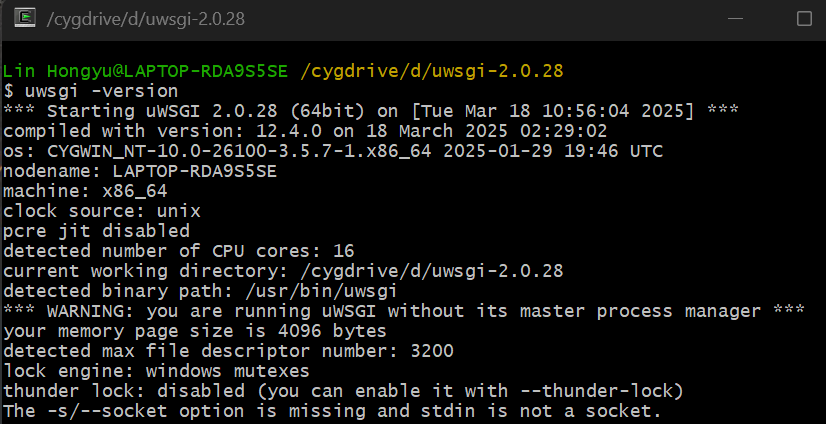 /cygdrive/d/uwsgi-2.0.28
Lin Hongyu@LAPTOP-RDA9S5SE /cygdrive/d/uwsgi-2.0.28
$ uwsgi -version
*** Starting uWSGI 2.0.28 (64bit) on [Tue Mar 18 10:56:04 2025] ***
compiled with version: 12.4.0 on 18 March 2025 02:29:02
os: CYGWIN_NT-10.0-26100-3.5.7-1.x86_64 2025-01-29 19:46 UTC
nodename: LAPTOP-RDA9S5SE
machine: x86_64
clock source: unix
pcre jit disabled
detected number of CPU cores: 16
current working directory: /cygdrive/d/uwsgi-2.0.28
detected binary path: /usr/bin/uwsgi
*** WARNING: you are running uWSGI without its master process manager ***
your memory page size is 4096 bytes
detected max file descriptor number: 3200
lock engine: windows mutexes
thunder lock: disabled (you can enable it with --thunder-lock)
The -s/--socket option is missing and stdin is not a socket.